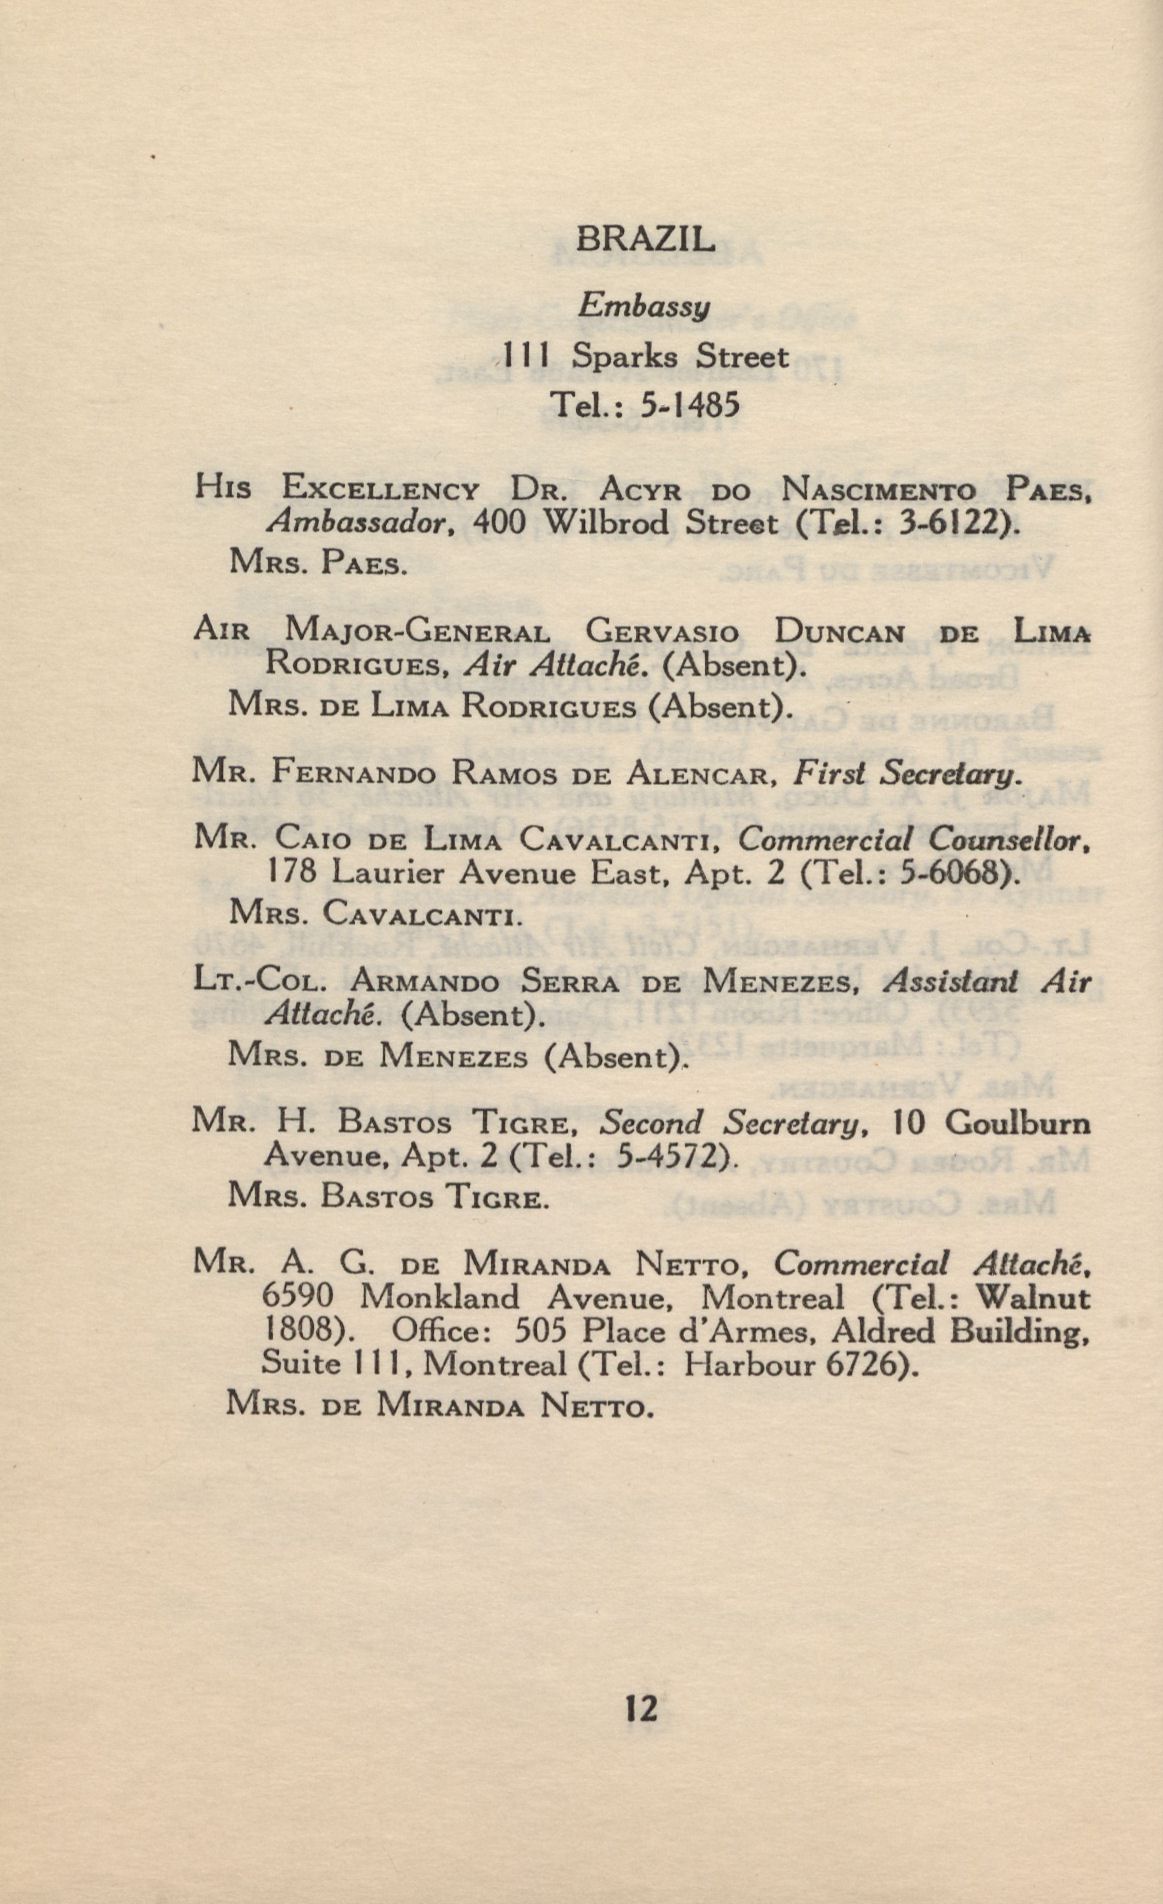 BRAZIL
Embassy
111 Sparks Street
Tel.: 5-1485
His Excellency Dr. Acyr do Nascimento Paes,
Ambassador, 400 Wilbrod Street (Tel.: 3-6122).
Mrs. Paes.
Air Major-General Gervasio Duncan de Lima
Rodrigues, Air Attaché. (Absent).
Mrs. de Lima Rodrigues (Absent).
Mr. Fernando Ramos de Alencar, First Secretary.
Mr. Caio de Lima Cavalcanti, Commercial Counsellor,
178 Laurier Avenue East, Apt. 2 (Tel.: 5-6068).
Mrs. Cavalcanti.
Lt.-Col. Armando Serra de Menezes, Assistant Air
Attaché. (Absent).
Mrs. de Menezes (Absent).
Mr. H. Bastos Tigre, Second Secretary, 10 Goulburn
Avenue, Apt. 2 (Tel.: 5-4572).
Mrs. Bastos Tigre.
Mr. A. G. de Miranda Netto, Commercial Attaché,
6590 Monkland Avenue, Montreal (Tel.: Walnut
1808). Office: 505 Place d'Armes, Aldred Building,
Suite 111, Montreal (Tel.: Harbour 6726).
Mrs. de Miranda Netto.
12